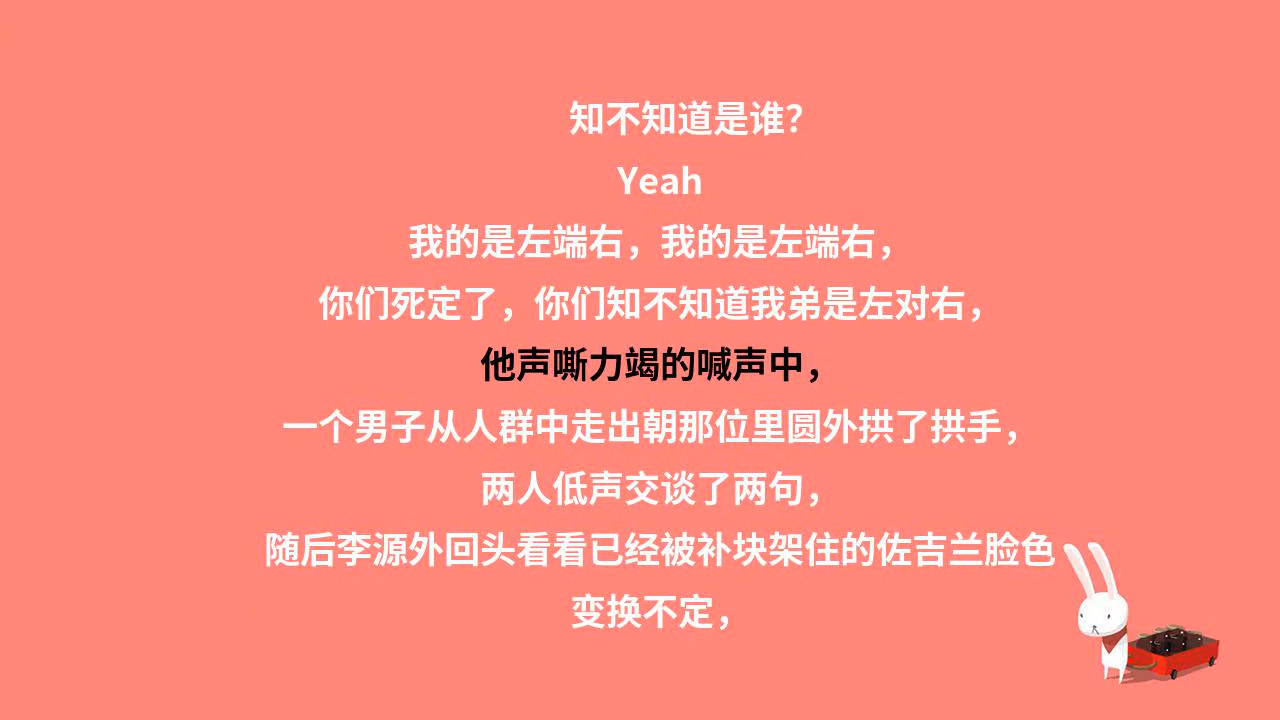 知不知道是谁？
Yeah
我的是左端右，我的是左端右，
你们死定了，你们知不知道我弟是左对右，
他声嘶力竭的喊声中，
一个男子从人群中走出朝那位里圆外拱了拱手，
两人低声交谈了两句，
随后李源外回头看看已经被补块架住的佐吉兰脸色
变换不定，